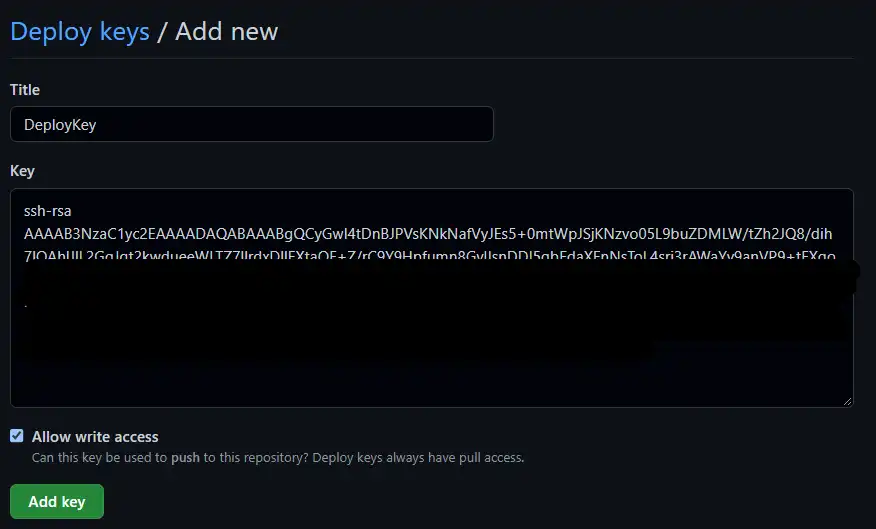 Deploy keys / Add new
Title
DeployKey
Key
ssh-rsa
AAAAB3NzaC1yc2EAAAADAQABAAABgQCyGwl4tDnBJPVsKNkNafVyJEs5+0mtWpJSjKNzvo05L9buZDMLW/tZh2JQ8/dih
Allow write access
Can this key be used to push to this repository? Deploy keys always have pull access.
Add key